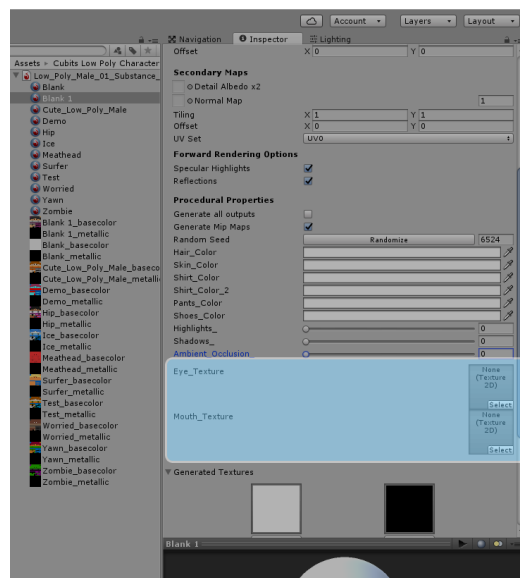 Account
Layers
Layout
Navigation
Inspector
Lighting
Assets ▸ Cubits Low Poly Character
Low_Poly_Male_01_Substance_
Blank
Blank 1
Cute_Low_Poly_Male
Demo
Hip
Ice
Meathead
Surfer
Test
Worried
Yawn
Zombie
Blank 1_basecolor
Blank 1_metallic
Blank_basecolor
Blank_metallic
Cute_Low_Poly_Male_baseco
Cute_Low_Poly_Male_metalli
Demo_basecolor
Demo_metallic
Hip_basecolor
Hip_metallic
Ice_basecolor
Ice_metallic
Meathead_basecolor
Meathead_metallic
Surfer_basecolor
Surfer_metallic
Test_basecolor
Test_metallic
Worried_basecolor
Worried_metallic
Yawn_basecolor
Yawn_metallic
Zombie_basecolor
Zombie_metallic
Offset X 0 Y 0
Secondary Maps
Detail Albedo x2
Normal Map 1
Tiling X 1 Y 1
Offset X 0 Y 0
UV Set UV0
Forward Rendering Options
Specular Highlights
Reflections
Procedural Properties
Generate all outputs
Generate Mip Maps
Random Seed Randomize 6524
Hair_Color
Skin_Color
Shirt_Color
Shirt_Color_2
Pants_Color
Shoes_Color
Highlights_ 0
Shadows_ 0
Ambient_Occlusion_ 0
Eye_Texture
None
(Texture
2D)
Select
Mouth_Texture
None
(Texture
2D)
Select
Generated Textures
Blank 1